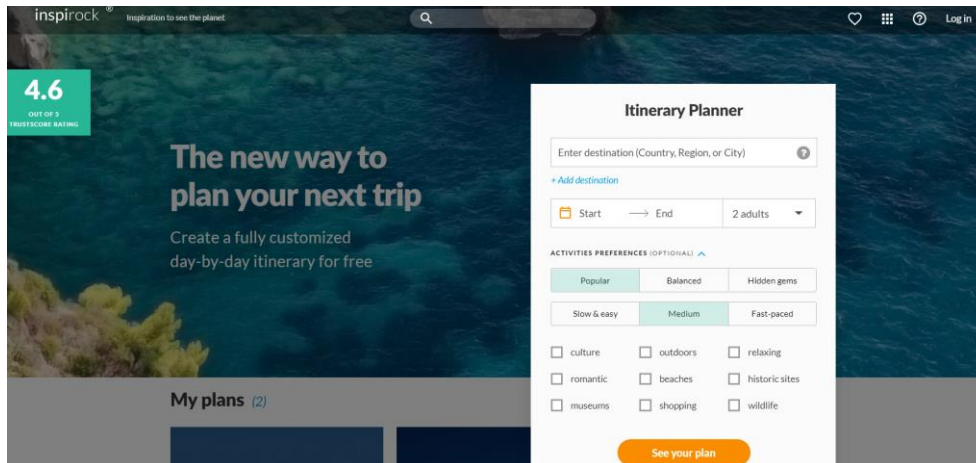 inspirock ®
Inspiration to see the planet
Log in
4.6
OUT OF 5
TRUSTSCORE RATING
The new way to
plan your next trip
Create a fully customized
day-by-day itinerary for free
My plans (2)
Itinerary Planner
Enter destination (Country, Region, or City)
+ Add destination
Start → End
2 adults
ACTIVITIES PREFERENCES (OPTIONAL)
Popular
Balanced
Hidden gems
Slow & easy
Medium
Fast-paced
culture
outdoors
relaxing
romantic
beaches
historic sites
museums
shopping
wildlife
See your plan